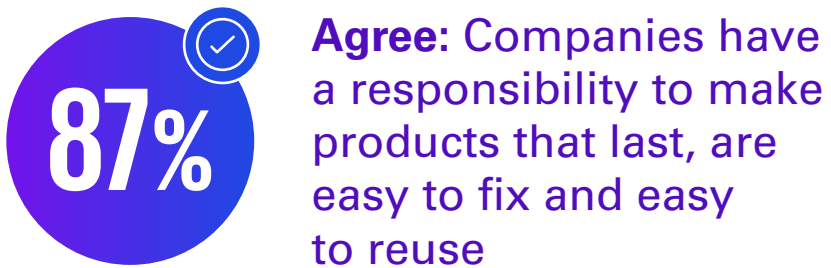 87%
Agree: Companies have
a responsibility to make
products that last, are
easy to fix and easy
to reuse